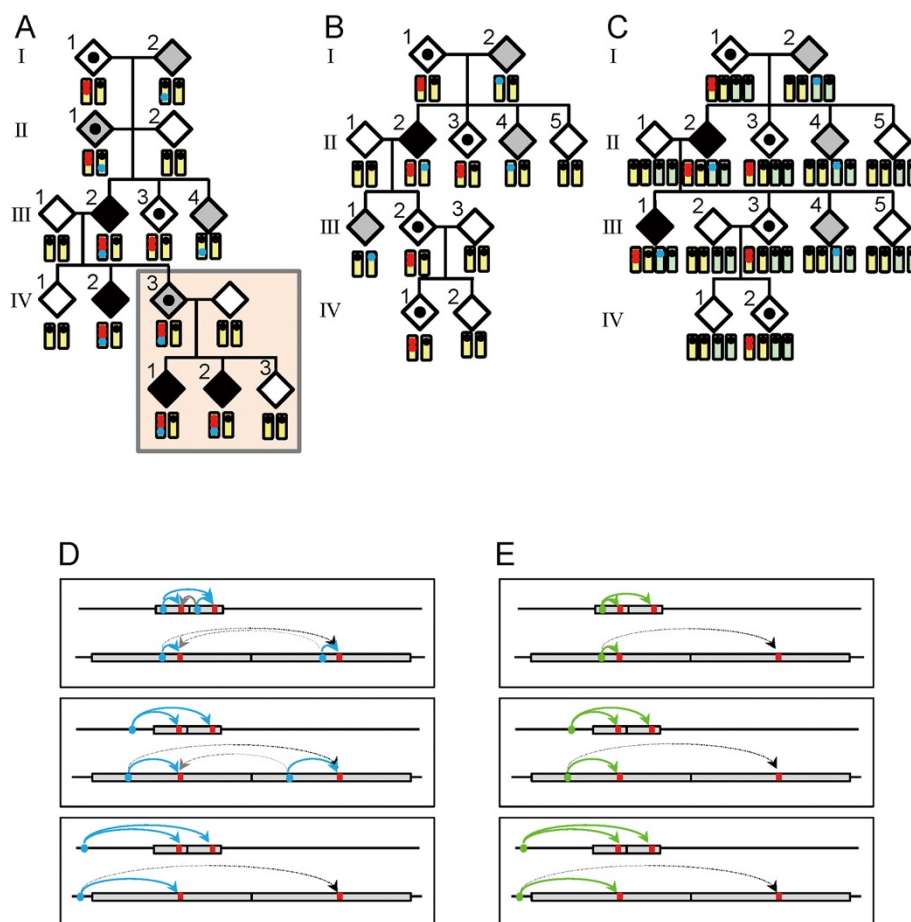 A B C
1 2 1 2 1 2
I I I
1 2 1 2 3 4 5 1 2 3 4 5
II II II
1 2 3 4 1 2 3 1 2 3 4 5
III III III
1 2 3 1 2 1 2
IV IV IV
1 2 3
D E